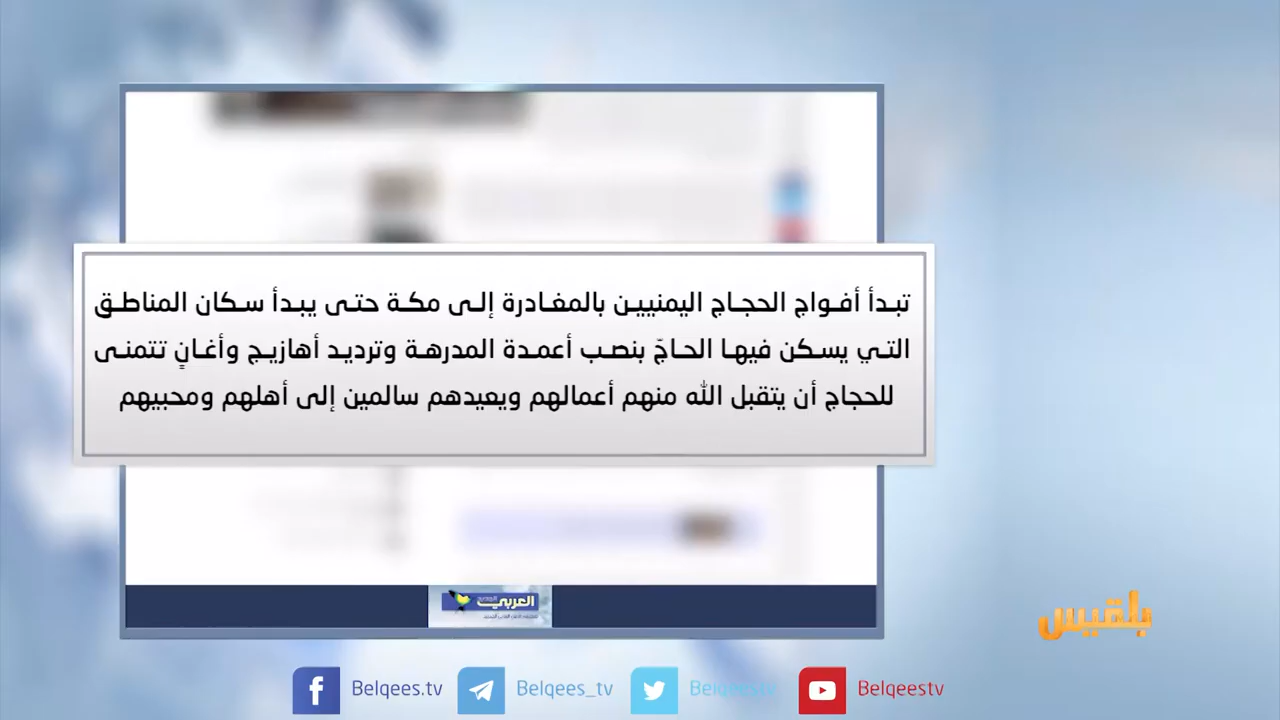 تبدأ أفواج الحجاج اليمنيين بالمغادرة إلى مكة حتى يبدأ سكان المناطق
التي يسكن فيها الحاجّ بنصب أعمدة المدرهة وترديد أهازيج وأغانٍ تتمنى
للحجاج أن يتقبل الله منهم أعمالهم ويعيدهم سالمين إلى أهلهم ومحبيهم
العربي
بلقيس
Belqees.tv Belqees_tv Belqeestv Belqeestv